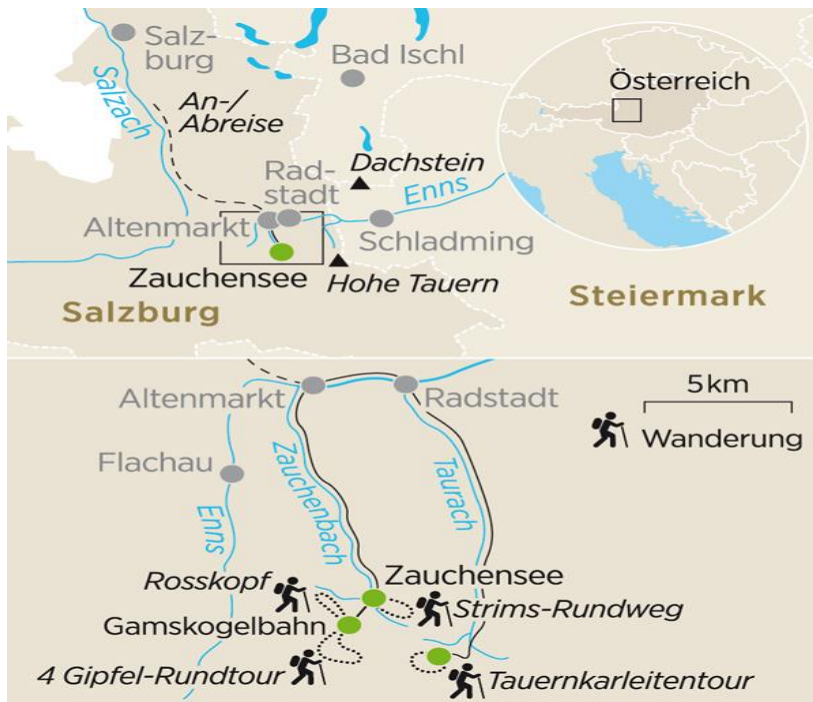 Salz-
burg
Bad Ischl
Österreich
Salzach
An-/
Abreise
Dachstein
Rad-
stadt
Enns
Altenmarkt
Schladming
Zauchensee
Hohe Tauern
Salzburg
Steiermark
Altenmarkt
Radstadt
5 km
Wanderung
Flachau
Zauchenbach
Taurach
Enns
Rosskopf
Zauchensee
Strims-Rundweg
Gamskogelbahn
4 Gipfel-Rundtour
Tauernkarleitentour